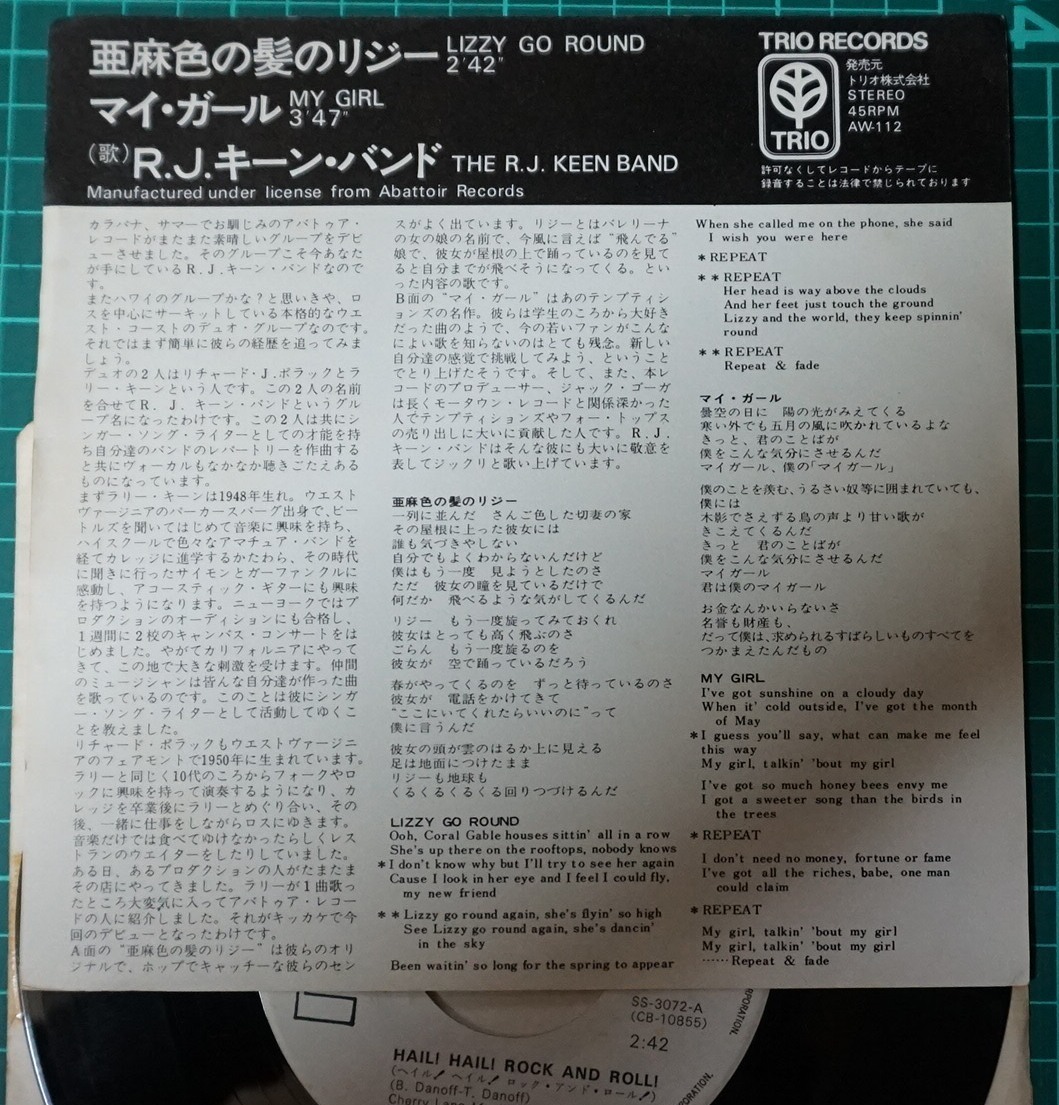 亜麻色の髪のリジー LIZZY GO ROUND 2'42"
マイ・ガール MY GIRL 3'47"
(歌)R.J.キーン・バンド THE R.J. KEEN BAND
Manufactured under license from Abattoir Records
TRIO RECORDS
TRIO
発売元
トリオ株式会社
STEREO
45RPM
AW-112
許可なくしてレコードからテープに
録音することは法律で禁じられております
カラパナ、サマーでお馴じみのアバトゥア・
レコードがまたまた素晴しいグループをデビ
ューさせました。そのグループこそ今あなた
が手にしているR.J.キーン・バンドなので
す。
またハワイのグループかな?と思いきや、ロ
スを中心にサーキットしている本格的なウエ
スト・コーストのデュオ・グループなのです。
それではまず簡単に彼らの経歴を追ってみま
しょう。
デュオの2人はリチャード・J.ポラックとラ
リー・キーンという人です。この2人の名前
を合せてR.J.キーン・バンドというグル
ープ名になったわけです。この2人は共にシ
ンガー・ソング・ライターとしての才能を持
ち自分達のバンドのレパートリーを作曲する
と共にヴォーカルもなかなか聴きごたえある
ものになっています。
まずラリー・キーンは1948年生れ。ウエスト
ヴァージニアのパーカースバーグ出身で、ビー
トルズを聞いてはじめて音楽に興味を持ち、
ハイスクールで色々なアマチュア・バンドを
経てカレッジに進学するかたわら、その時代
に聞きに行ったサイモンとガーファンクルに
感動し、アコースティック・ギターにも興味
を持つようになります。ニューヨークではプ
ロダクションのオーディションにも合格し、
1週間に2校のキャンパス・コンサートをは
じめました。やがてカリフォルニアにやって
きて、この地で大きな刺激を受けます。仲間
のミュージシャンは皆んな自分達が作った曲
を歌っているのです。このことは彼にシンガ
ー・ソング・ライターとして活動してゆくこ
とを教えました。
リチャード・ポラックもウエストヴァージニ
アのフェアモントで1950年に生まれています。
ラリーと同じく10代のころからフォークやロ
ックに興味を持って演奏するようになり、カ
レッジを卒業後にラリーとめぐり合い、その
後、一緒に仕事をしながらロスにゆきます。
音楽だけでは食べてゆけなかったらしくレス
トランのウエイターをしたりしていました。
ある日、あるプロダクションの人がたまたま
その店にやってきました。ラリーが1曲歌っ
たところ大変気に入ってアバトゥア・レコー
ドの人に紹介しました。それがキッカケで今
回のデビューとなったわけです。
A面の“亜麻色の髪のリジー”は彼らのオリ
ジナルで、ホップでキャッチーな彼らのセン
スがよく出ています。リジーとはバレリーナ
の女の娘の名前で、今風に言えば“飛んでる”
娘で、彼女が屋根の上で踊っているのを見て
ると自分までが飛べそうになってくる。とい
った内容の歌です。
B面の“マイ・ガール”はあのテンプティシ
ョンズの名作。彼らは学生のころから大好き
だった曲のようで、今の若いファンがこんな
によい歌を知らないのはとても残念。新しい
自分達の感覚で挑戦してみよう、ということ
でとり上げたそうです。そして、また、本レ
コードのプロデューサー、ジャック・ゴーガ
は長くモータウン・レコードと関係深かった
人でテンプティションズやフォー・トップス
の売り出しに大いに貢献した人です。R.J.
キーン・バンドはそんな彼にも大いに敬意を
表してジックリと歌い上げています。
亜麻色の髪のリジー
一列に並んだ　さんご色した切妻の家
その屋根に上った彼女には
誰も気づきやしない
自分でもよくわからないんだけど
僕はもう一度　見ようとしたのさ
ただ　彼女の瞳を見ているだけで
何だか　飛べるような気がしてくるんだ
リジー　もう一度旋ってみておくれ
彼女はとっても高く飛ぶのさ
ごらん　もう一度旋るのを
彼女が　空で踊っているだろう
春がやってくるのを　ずっと待っているのさ
彼女が　電話をかけてきて
“ここにいてくれたらいいのに”って
僕に言うんだ
彼女の頭が雲のはるか上に見える
足は地面につけたまま
リジーも地球も
くるくるくるくる回りつづけるんだ
LIZZY GO ROUND
Ooh, Coral Gable houses sittin' all in a row
She's up there on the rooftops, nobody knows
*I don't know why but I'll try to see her again
Cause I look in her eye and I feel I could fly,
my new friend
**Lizzy go round again, she's flyin' so high
See Lizzy go round again, she's dancin'
in the sky
Been waitin' so long for the spring to appear
When she called me on the phone, she said
I wish you were here
*REPEAT
**REPEAT
Her head is way above the clouds
And her feet just touch the ground
Lizzy and the world, they keep spinnin'
round
**REPEAT
Repeat & fade
マイ・ガール
曇空の日に　陽の光がみえてくる
寒い外でも五月の風に吹かれているよな
きっと、君のことばが
僕をこんな気分にさせるんだ
マイガール、僕の「マイガール」
僕のことを羨む、うるさい奴等に囲まれていても、
僕には
木影でさえずる鳥の声より甘い歌が
きこえてくるんだ
きっと　君のことばが
僕をこんな気分にさせるんだ
マイガール
君は僕のマイガール
お金なんかいらないさ
名誉も財産も、
だって僕は、求められるすばらしいものすべてを
つかまえたんだもの
MY GIRL
I've got sunshine on a cloudy day
When it' cold outside, I've got the month
of May
*I guess you'll say, what can make me feel
this way
My girl, talkin' 'bout my girl
I've got so much honey bees envy me
I got a sweeter song than the birds in
the trees
*REPEAT
I don't need no money, fortune or fame
I've got all the riches, babe, one man
could claim
*REPEAT
My girl, talkin' 'bout my girl
My girl, talkin' 'bout my girl
……Repeat & fade
SS-3072-A
(CB-10855)
2:42
HAIL! HAIL! ROCK AND ROLL!
(ヘイル! ヘイル! ロック・アンド・ロール!)
(B. Danoff-T. Danoff)
Cherry Lane
RPORATION.
PORATION.
4